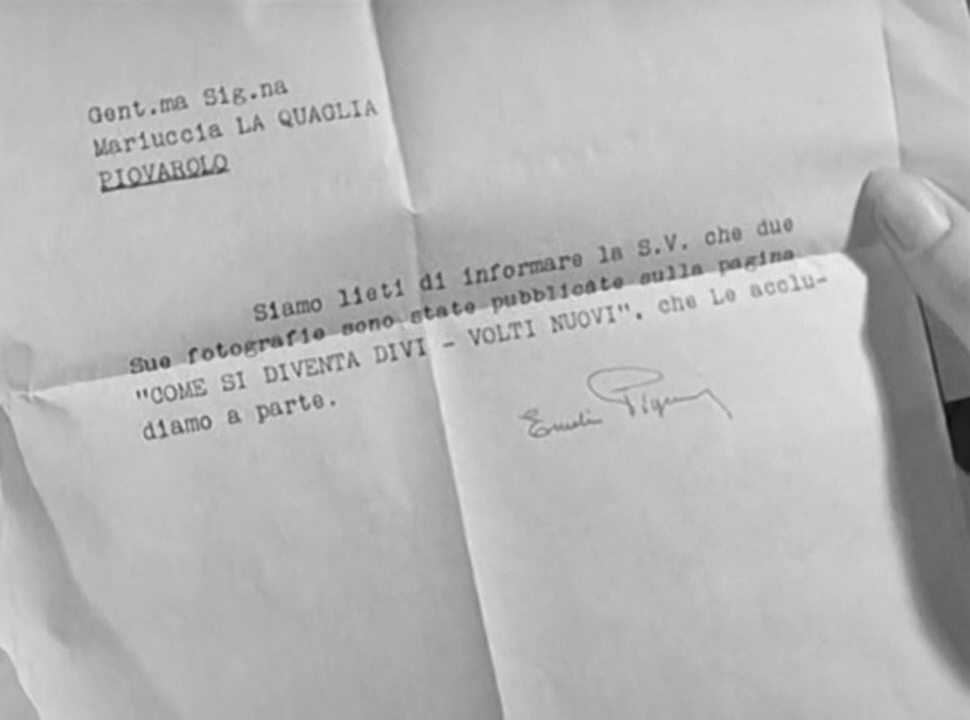 Gent.ma Sig.na
Mariuccia LA QUAGLIA
PIOVAROLO
Siamo lieti di informare la S.V. che due
Sue fotografie sono state pubblicate sulla pagina
"COME SI DIVENTA DIVI - VOLTI NUOVI", che Le acclu-
diamo a parte.